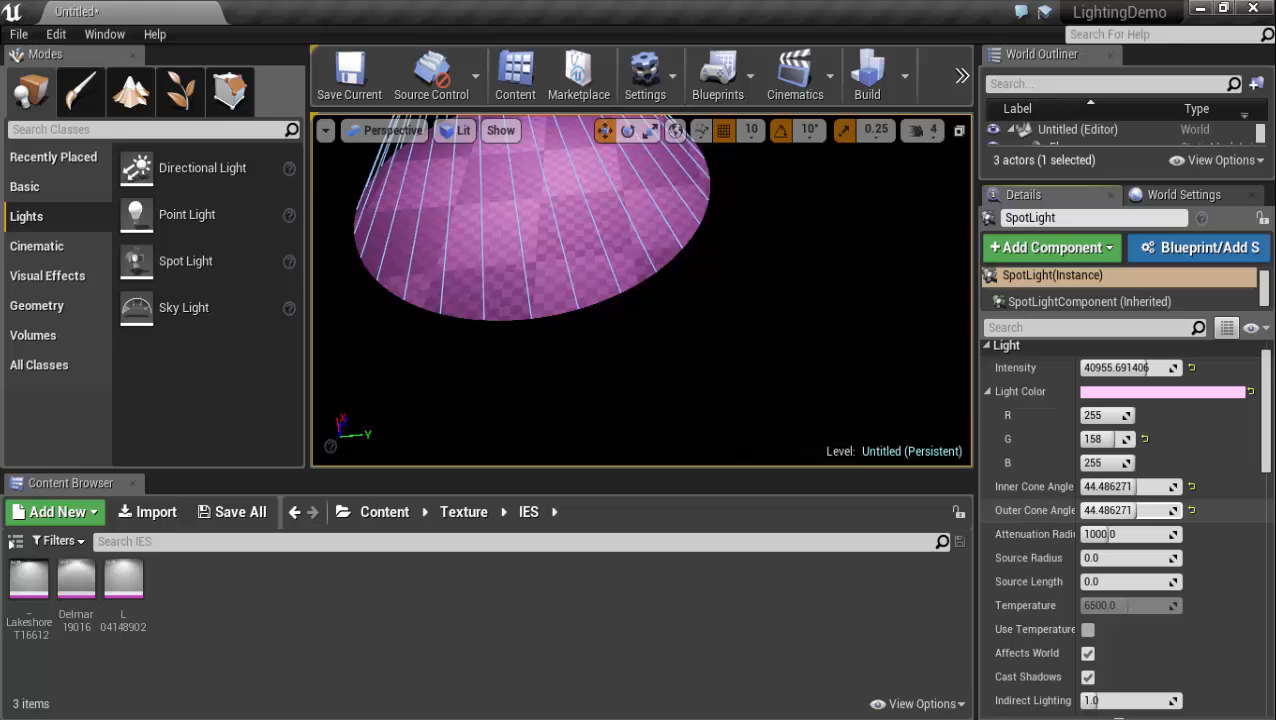 Untitled*
LightingDemo
File Edit Window Help
Search For Help
Modes
World Outliner
Save Current Source Control Content Marketplace Settings Blueprints Cinematics Build
Search...
Label Type
Search Classes
Perspective Lit Show 10 10° 0.25 4
Untitled (Editor) World
Recently Placed
Basic
Lights
Cinematic
Visual Effects
Geometry
Volumes
All Classes
Directional Light
Point Light
Spot Light
Sky Light
3 actors (1 selected) View Options
Details World Settings
SpotLight
+Add Component Blueprint/Add S
SpotLight(Instance)
SpotLightComponent (Inherited)
Search
Light
Intensity 40955.691406
Light Color
R 255
G 158
B 255
Inner Cone Angle 44.486271
Outer Cone Angle 44.486271
Attenuation Radi 1000.0
Source Radius 0.0
Source Length 0.0
Temperature 6500.0
Use Temperature
Affects World
Cast Shadows
Indirect Lighting 1.0
X
Y
Level: Untitled (Persistent)
Content Browser
Add New Import Save All Content Texture IES
Filters Search IES
Lakeshore T16612
Delmar 19016
L 04148902
3 items View Options